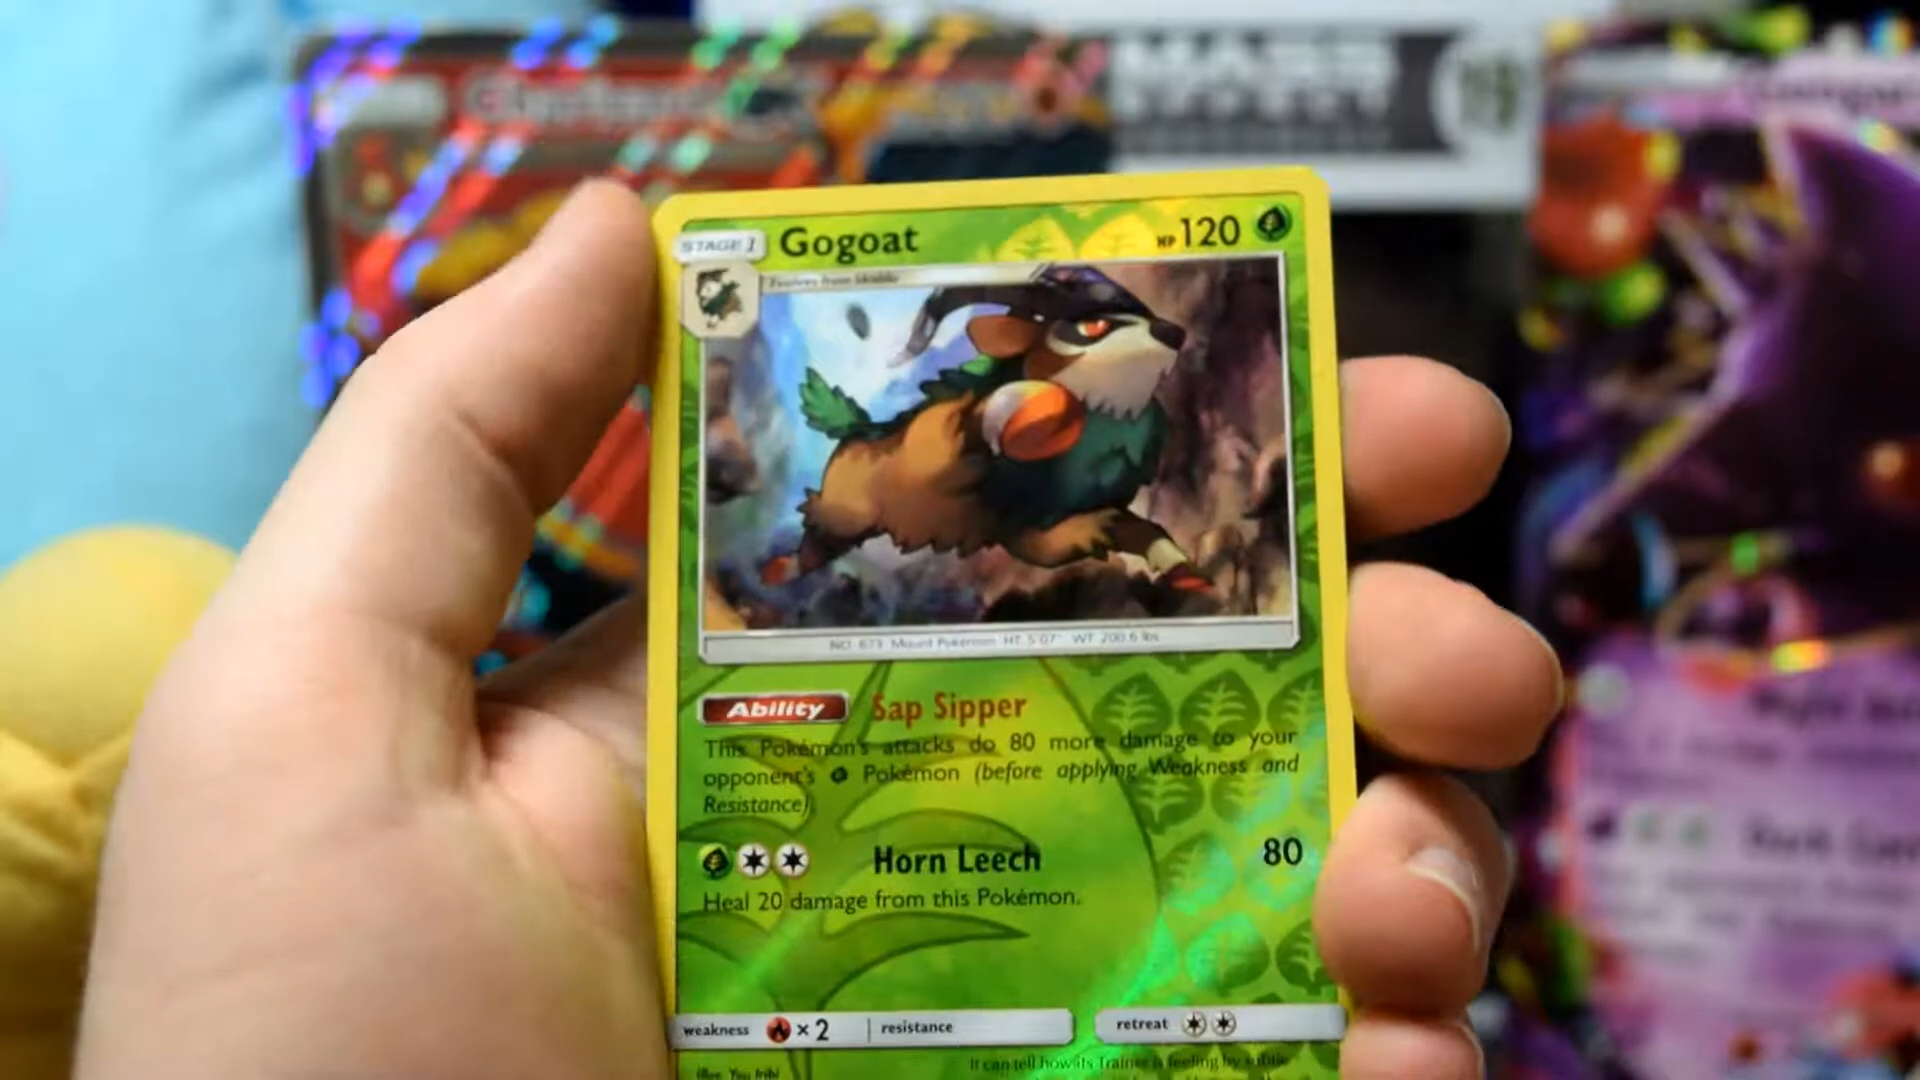 STAGE 1 Gogoat HP 120
Evolves from Skiddo
NO. 673 Mount Pokémon HT: 5'07" WT: 200.6 lbs.
Ability Sap Sipper
This Pokémon's attacks do 80 more damage to your
opponent's Pokémon (before applying Weakness and
Resistance).
Horn Leech 80
Heal 20 damage from this Pokémon.
weakness ×2 resistance retreat
It can tell how its Trainer is feeling by subtle